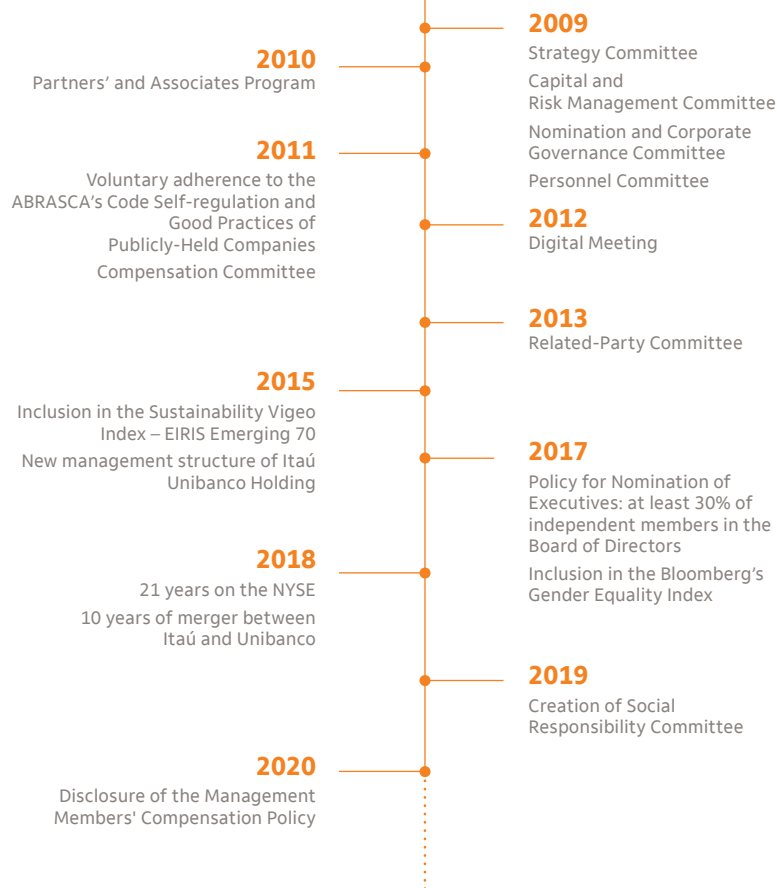 2009
Strategy Committee
Capital and
Risk Management Committee
Nomination and Corporate
Governance Committee
Personnel Committee
2010
Partners’ and Associates Program
2011
Voluntary adherence to the
ABRASCA’s Code Self-regulation and
Good Practices of
Publicly-Held Companies
Compensation Committee
2012
Digital Meeting
2013
Related-Party Committee
2015
Inclusion in the Sustainability Vigeo
Index – EIRIS Emerging 70
New management structure of Itaú
Unibanco Holding
2017
Policy for Nomination of
Executives: at least 30% of
independent members in the
Board of Directors
Inclusion in the Bloomberg’s
Gender Equality Index
2018
21 years on the NYSE
10 years of merger between
Itaú and Unibanco
2019
Creation of Social
Responsibility Committee
2020
Disclosure of the Management
Members' Compensation Policy